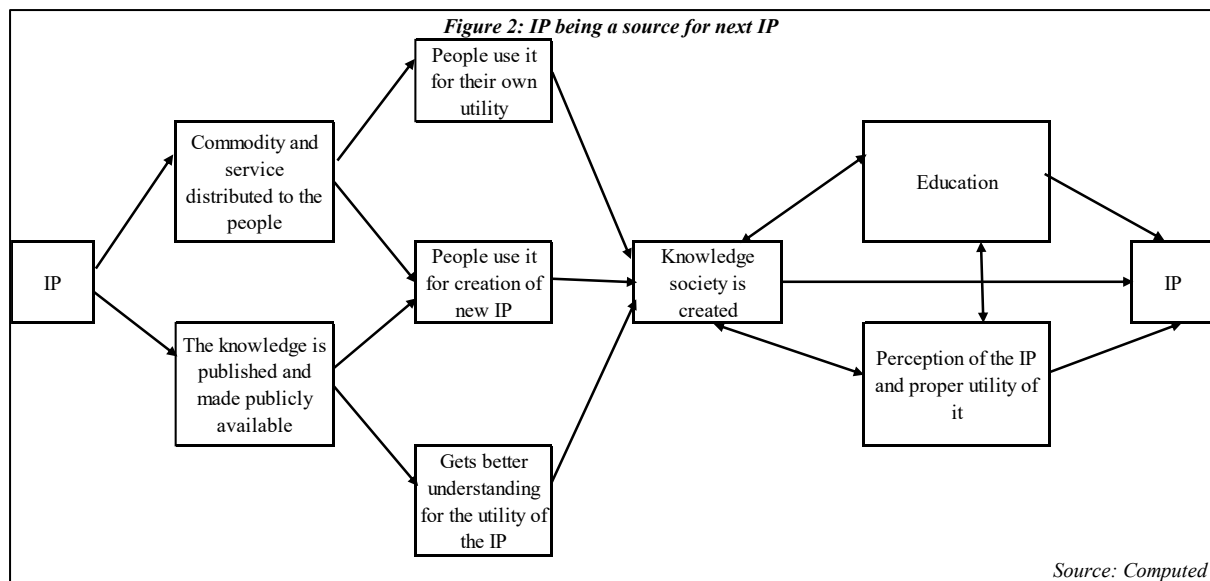 Figure 2: IP being a source for next IP
People use it
for their own
utility
Commodity and
service
distributed to the
people
Education
IP
People use it
for creation of
new IP
Knowledge
society is
created
IP
The knowledge is
published and
made publicly
available
Perception of the IP
and proper utility of
it
Gets better
understanding
for the utility of
the IP
Source: Computed